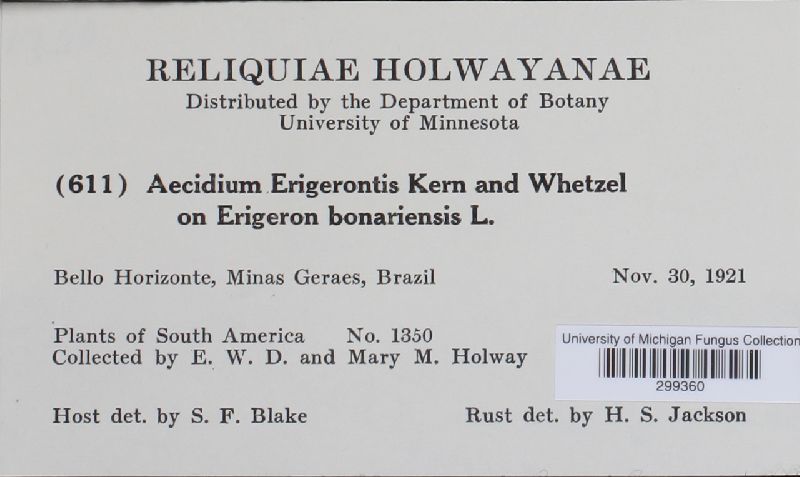 RELIQUIAE HOLWAYANAE
Distributed by the Department of Botany
University of Minnesota
(611) Aecidium Erigerontis Kern and Whetzel
on Erigeron bonariensis L.
Bello Horizonte, Minas Geraes, Brazil Nov. 30, 1921
Plants of South America No. 1350
Collected by E. W. D. and Mary M. Holway
University of Michigan Fungus Collection
299360
Host det. by S. F. Blake Rust det. by H. S. Jackson